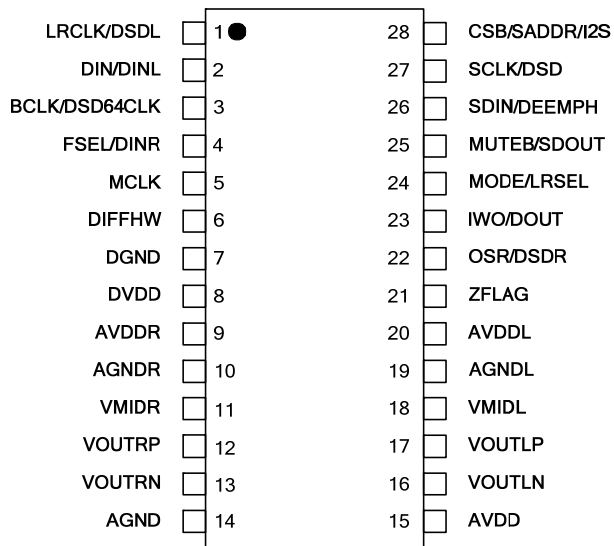 LRCLK/DSDL 1 28 CSB/SADDR/I2S
DIN/DINL 2 27 SCLK/DSD
BCLK/DSD64CLK 3 26 SDIN/DEEMPH
FSEL/DINR 4 25 MUTEB/SDOUT
MCLK 5 24 MODE/LRSEL
DIFFHW 6 23 IWO/DOUT
DGND 7 22 OSR/DSDR
DVDD 8 21 ZFLAG
AVDDR 9 20 AVDDL
AGNDR 10 19 AGNDL
VMIDR 11 18 VMIDL
VOUTRP 12 17 VOUTLP
VOUTRN 13 16 VOUTLN
AGND 14 15 AVDD